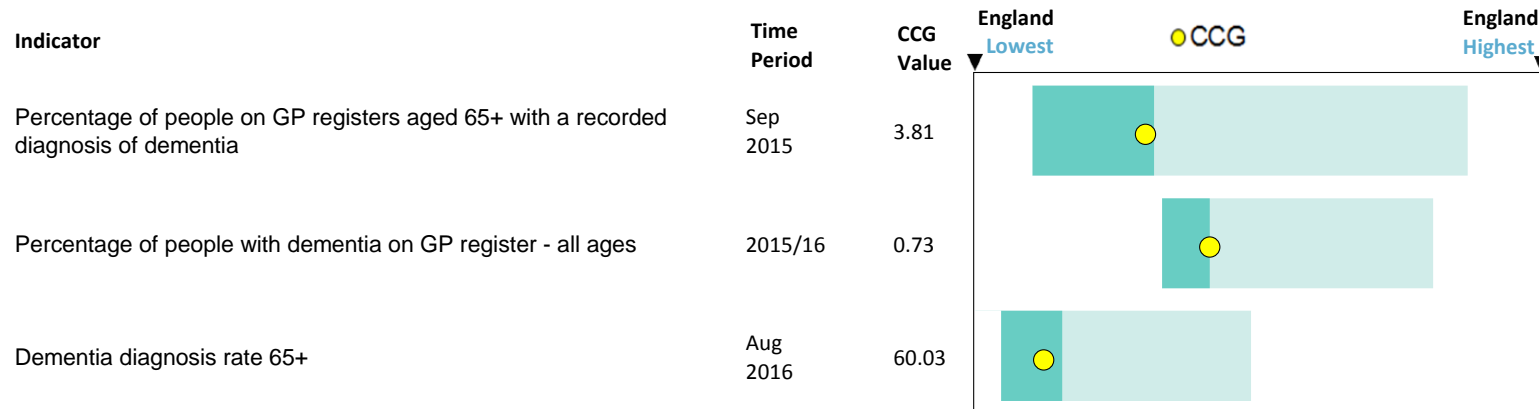 Indicator
Time
Period
CCG
Value
England
Lowest
CCG
England
Highest
Percentage of people on GP registers aged 65+ with a recorded
diagnosis of dementia
Sep
2015
3.81
Percentage of people with dementia on GP register - all ages
2015/16
0.73
Dementia diagnosis rate 65+
Aug
2016
60.03